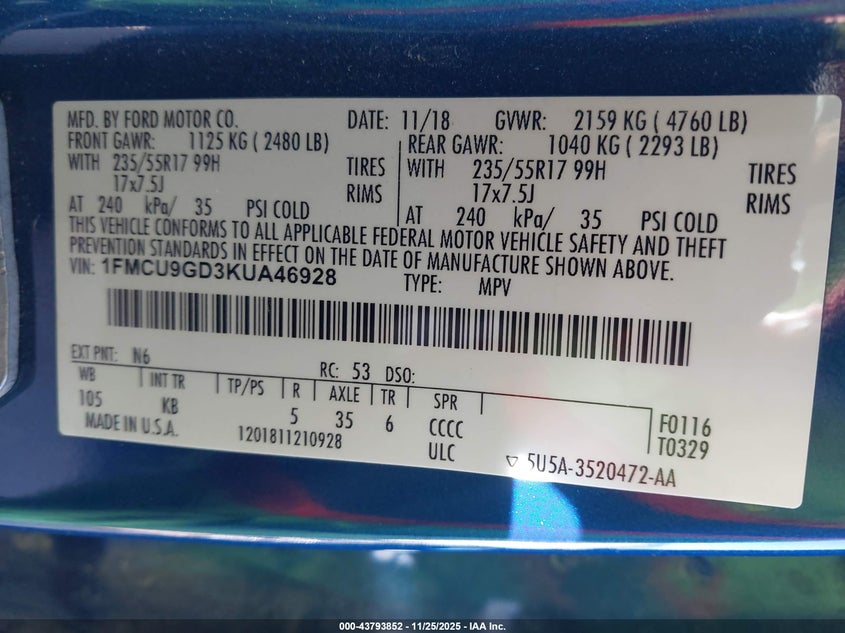 MFD. BY FORD MOTOR CO. DATE: 11/18 GVWR: 2159 KG ( 4760 LB)
FRONT GAWR: 1125 KG ( 2480 LB) REAR GAWR: 1040 KG ( 2293 LB)
WITH 235/55R17 99H TIRES WITH 235/55R17 99H TIRES
17x7.5J RIMS 17x7.5J RIMS
AT 240 kPa/ 35 PSI COLD AT 240 kPa/ 35 PSI COLD
THIS VEHICLE CONFORMS TO ALL APPLICABLE FEDERAL MOTOR VEHICLE SAFETY AND THEFT
PREVENTION STANDARDS IN EFFECT ON THE DATE OF MANUFACTURE SHOWN ABOVE.
VIN: 1FMCU9GD3KUA46928 TYPE: MPV
EXT PNT: N6 RC: 53 DSO:
WB INT TR TP/PS R AXLE TR SPR
105 KB 5 35 6 CCCC F0116
MADE IN U.S.A. 1201811210928 ULC T0329
5U5A-3520472-AA
000-43793852 - 11/25/2025 - IAA Inc.